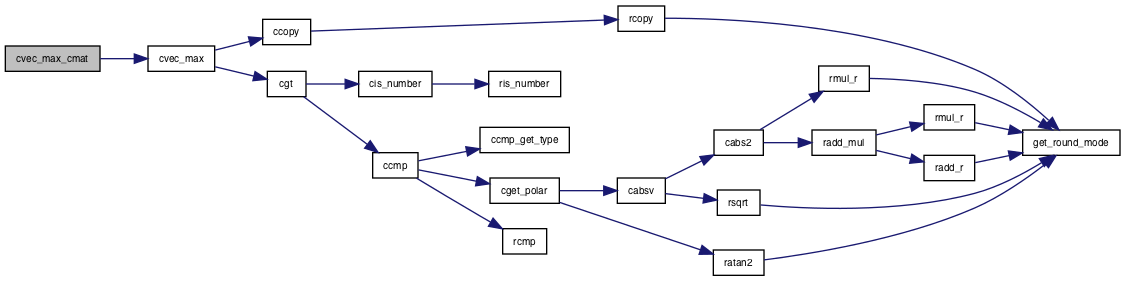 cvec_max_cmat
cvec_max
ccopy
cgt
rcopy
cis_number
ris_number
ccmp
ccmp_get_type
cget_polar
rcmp
cabsv
cabs2
rsqrt
ratan2
rmul_r
radd_mul
rmul_r
radd_r
get_round_mode